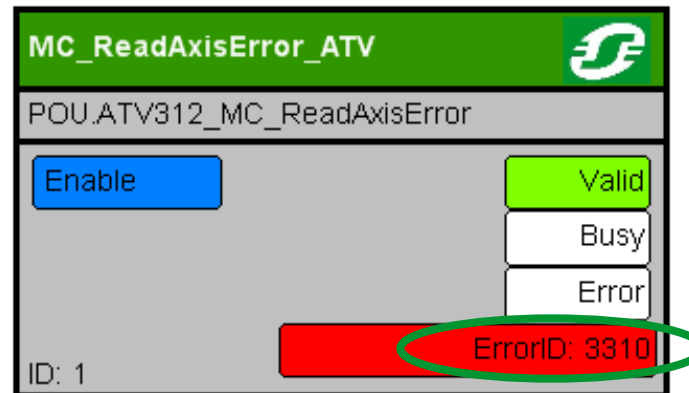 MC_ReadAxisError_ATV
POU.ATV312_MC_ReadAxisError
Enable
Valid
Busy
Error
ErrorID: 3310
ID: 1